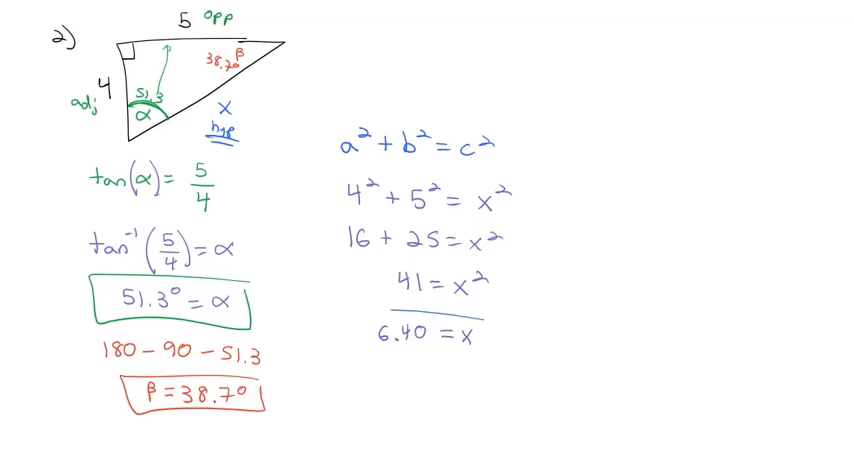 2)
5 opp
38.7° β
4
adj
51.3
α
x
hyp
tan(α) = 5/4
tan⁻¹(5/4) = α
51.3° = α
180 - 90 - 51.3
β = 38.7°
a² + b² = c²
4² + 5² = x²
16 + 25 = x²
41 = x²
6.40 = x